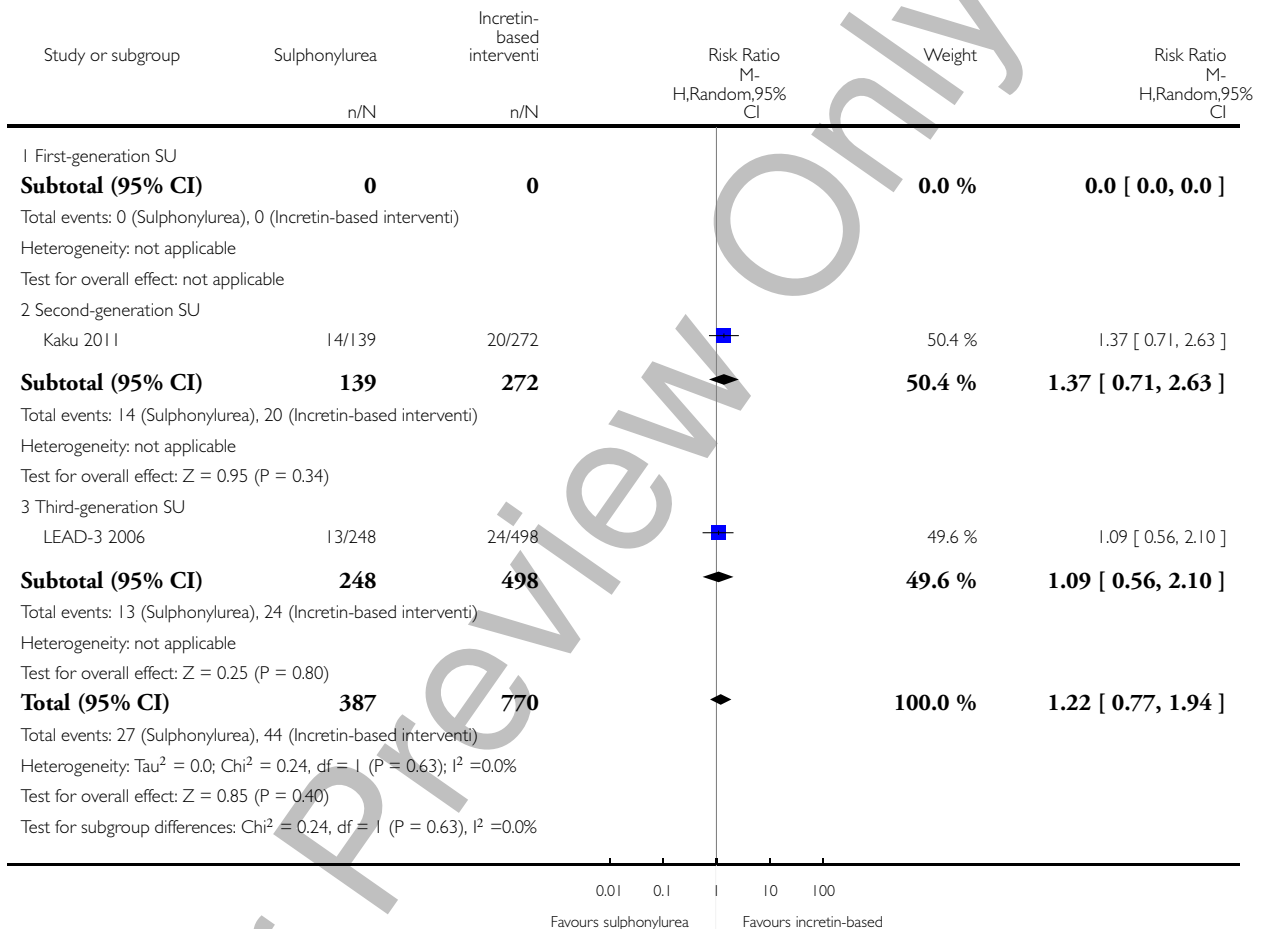 Study or subgroup Sulphonylurea Incretin-based interventi Risk Ratio Weight Risk Ratio
n/N n/N M-H,Random,95% CI M-H,Random,95% CI
1 First-generation SU
Subtotal (95% CI) 0 0 0.0 % 0.0 [ 0.0, 0.0 ]
Total events: 0 (Sulphonylurea), 0 (Incretin-based interventi)
Heterogeneity: not applicable
Test for overall effect: not applicable
2 Second-generation SU
Kaku 2011 14/139 20/272 50.4 % 1.37 [ 0.71, 2.63 ]
Subtotal (95% CI) 139 272 50.4 % 1.37 [ 0.71, 2.63 ]
Total events: 14 (Sulphonylurea), 20 (Incretin-based interventi)
Heterogeneity: not applicable
Test for overall effect: Z = 0.95 (P = 0.34)
3 Third-generation SU
LEAD-3 2006 13/248 24/498 49.6 % 1.09 [ 0.56, 2.10 ]
Subtotal (95% CI) 248 498 49.6 % 1.09 [ 0.56, 2.10 ]
Total events: 13 (Sulphonylurea), 24 (Incretin-based interventi)
Heterogeneity: not applicable
Test for overall effect: Z = 0.25 (P = 0.80)
Total (95% CI) 387 770 100.0 % 1.22 [ 0.77, 1.94 ]
Total events: 27 (Sulphonylurea), 44 (Incretin-based interventi)
Heterogeneity: Tau² = 0.0; Chi² = 0.24, df = 1 (P = 0.63); I² =0.0%
Test for overall effect: Z = 0.85 (P = 0.40)
Test for subgroup differences: Chi² = 0.24, df = 1 (P = 0.63), I² =0.0%
0.01 0.1 1 10 100
Favours sulphonylurea Favours incretin-based
Preview Only